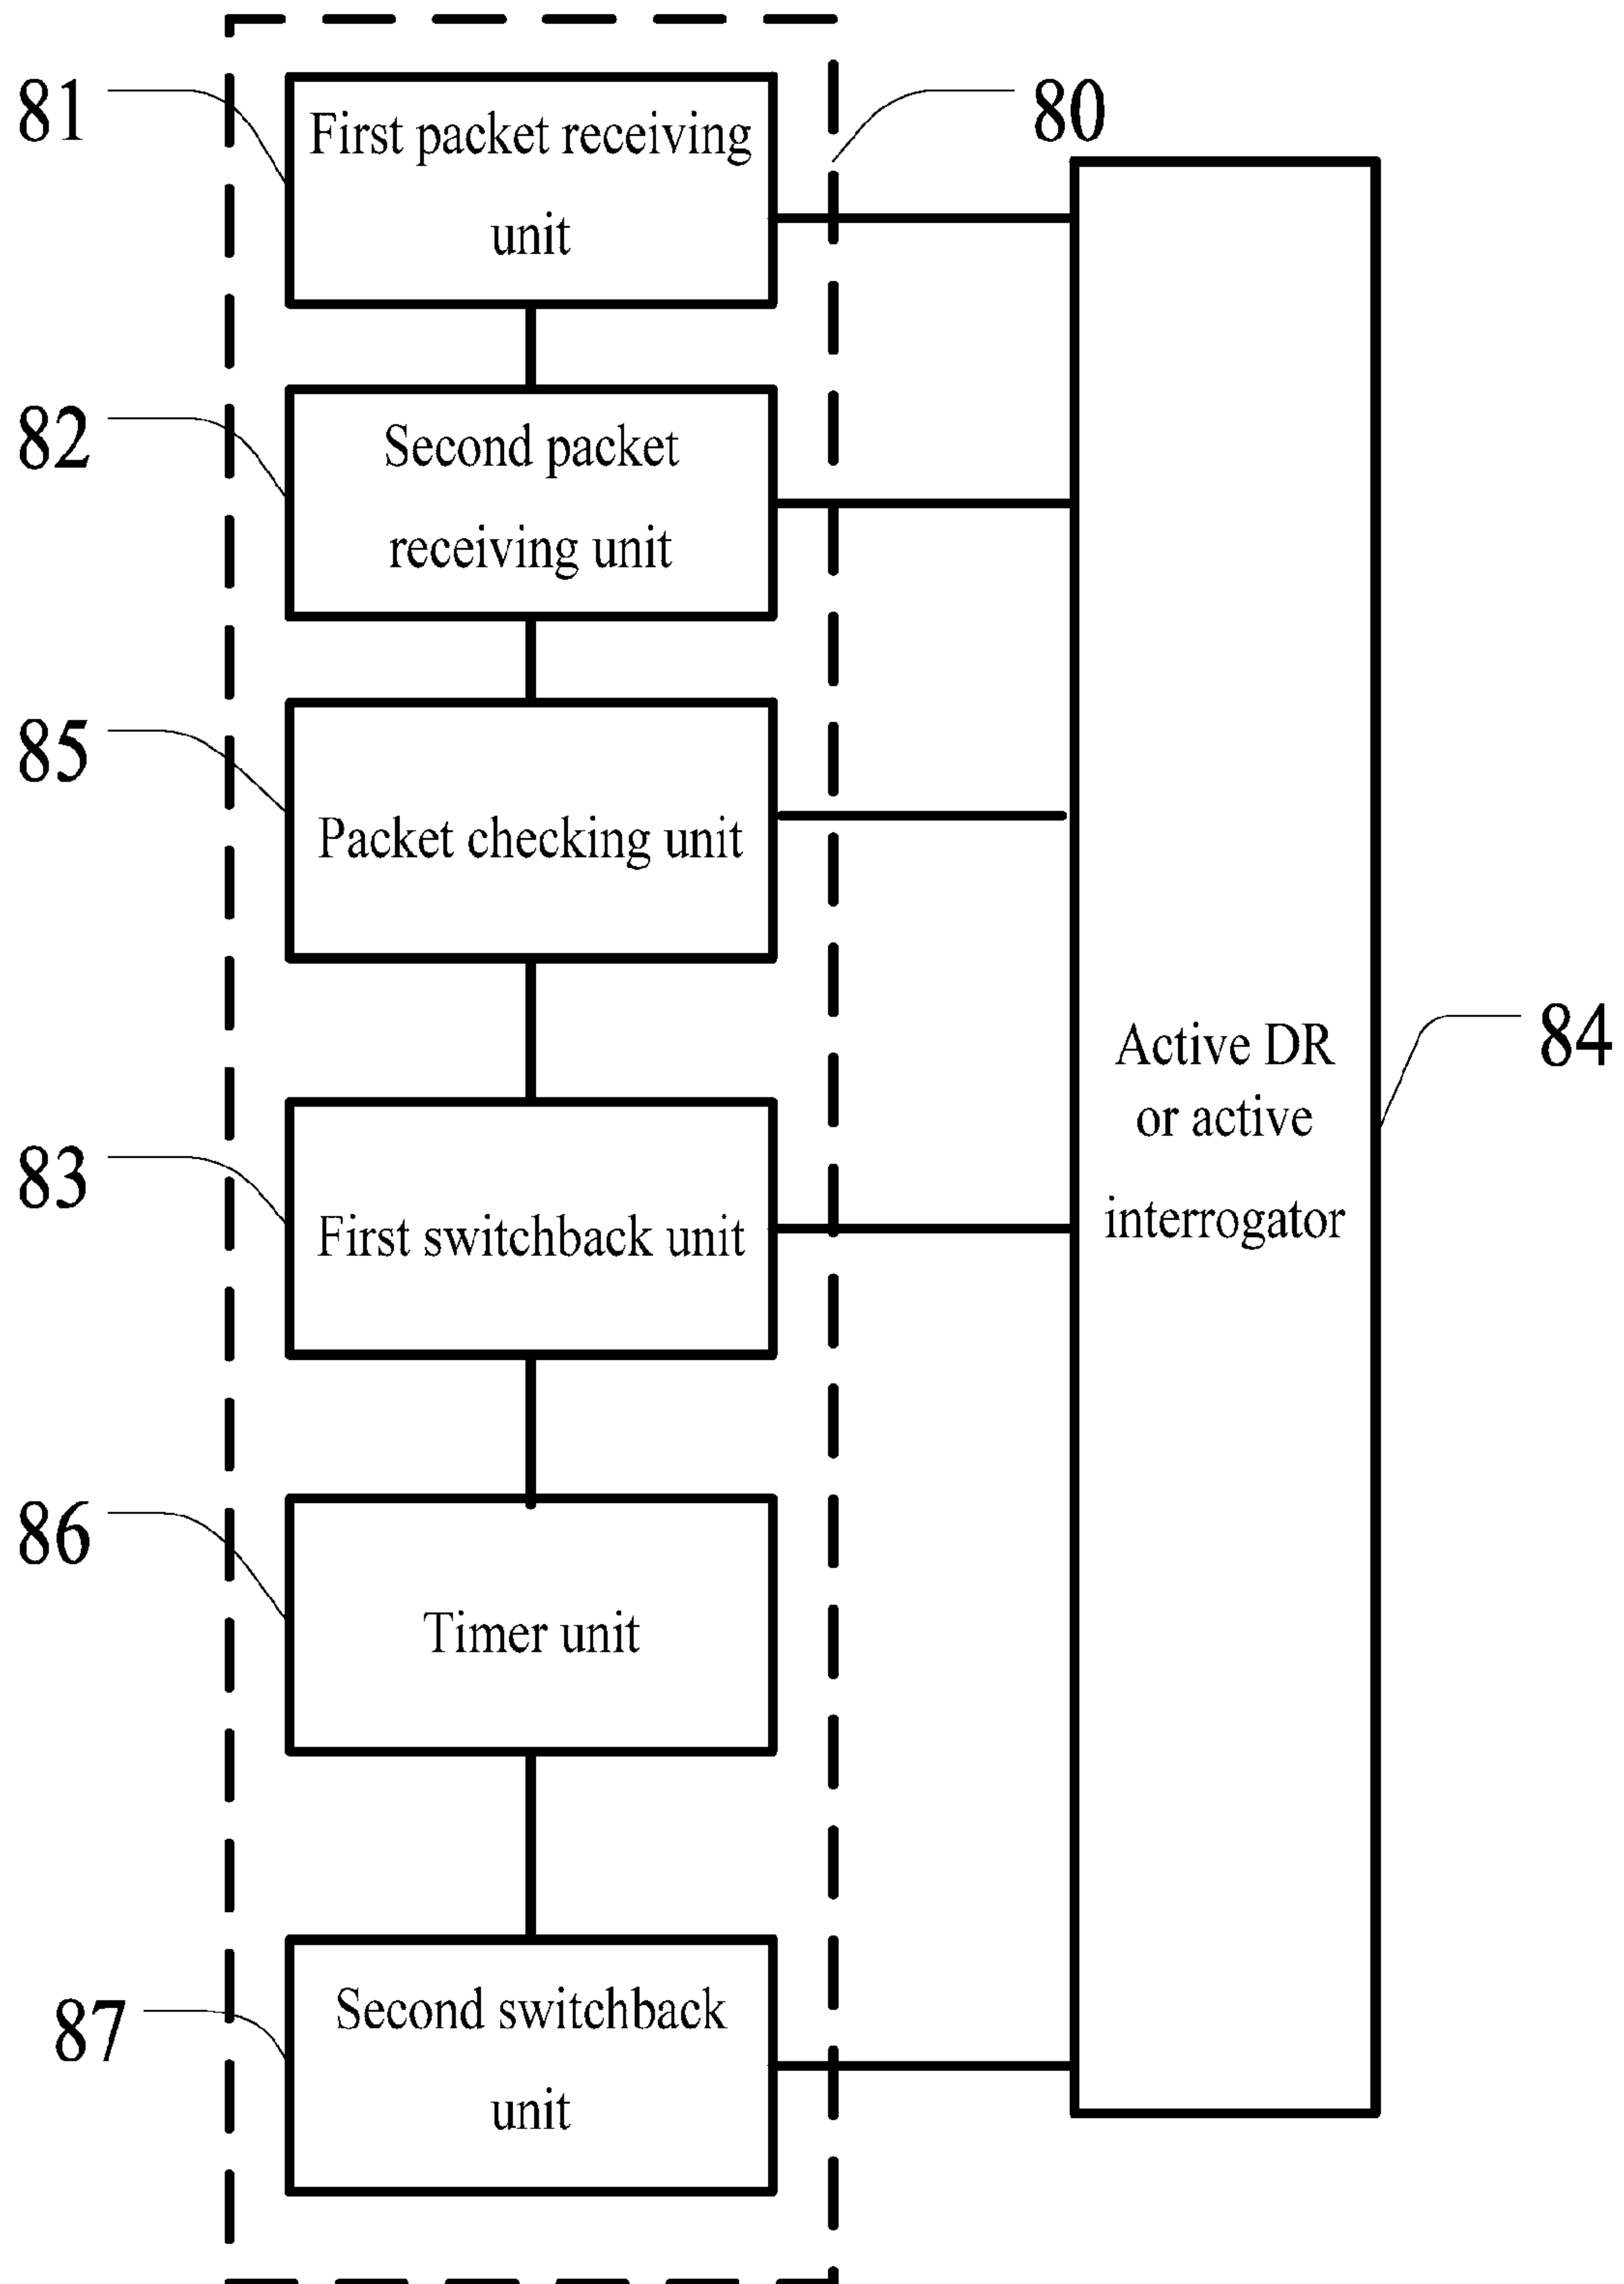 81
First packet receiving
unit
80
82
Second packet
receiving unit
85
Packet checking unit
Active DR
or active
interrogator
84
83
First switchback unit
86
Timer unit
87
Second switchback
unit